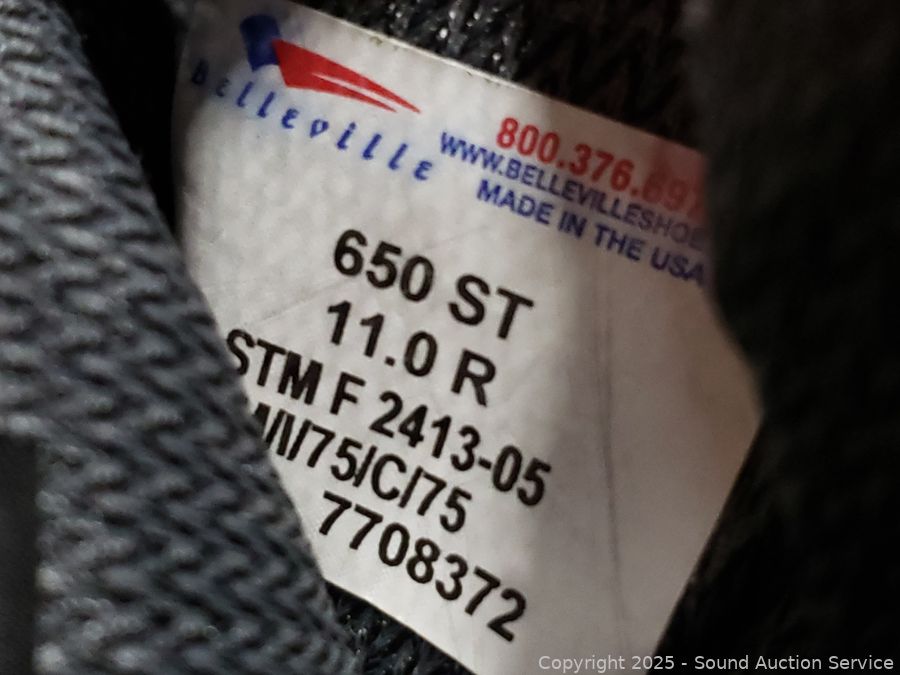 Belleville
800.376.697
WWW.BELLEVILLESHOE
MADE IN THE USA
650 ST
11.0 R
STM F 2413-05
M/I/75/C/75
7708372
Copyright © 2025 - Sound Auction Service